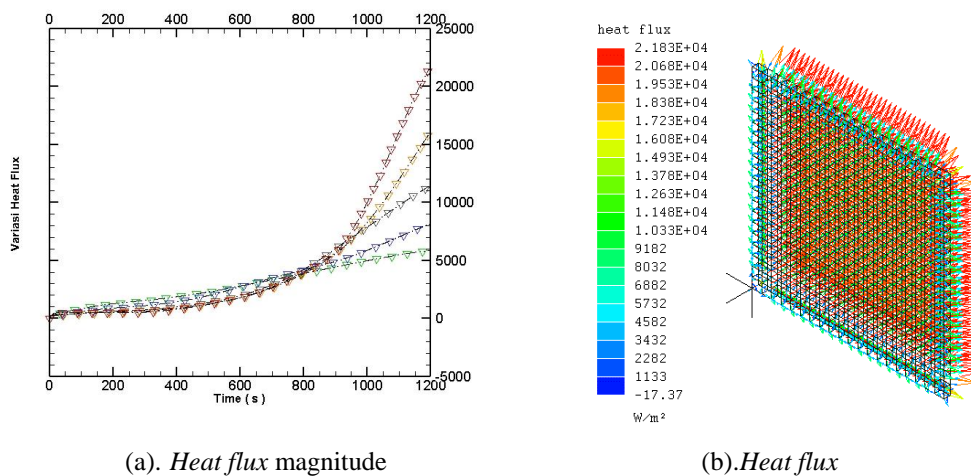 0 200 400 600 800 1000 1200
25000
20000
15000
10000
5000
0
-5000
Variasi Heat Flux
0 200 400 600 800 1000 1200
Time ( s )
(a). Heat flux magnitude
heat flux
2.183E+04
2.068E+04
1.953E+04
1.838E+04
1.723E+04
1.608E+04
1.493E+04
1.378E+04
1.263E+04
1.148E+04
1.033E+04
9182
8032
6882
5732
4582
3432
2282
1133
-17.37
W/m²
(b).Heat flux